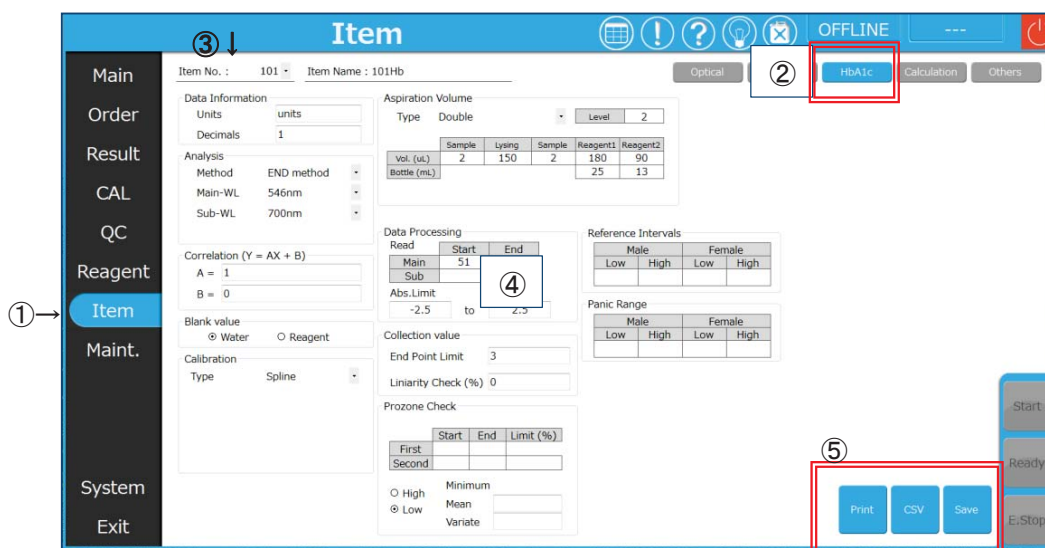 Item
OFFLINE
---
③↓
Main
Order
Result
CAL
QC
Reagent
①→
Item
Maint.
System
Exit
Item No. : 101 Item Name : 101Hb
Optical
②
HbA1c
Calculation
Others
Data Information
Units units
Decimals 1
Analysis
Method END method
Main-WL 546nm
Sub-WL 700nm
Correlation (Y = AX + B)
A = 1
B = 0
Blank value
Water Reagent
Calibration
Type Spline
Aspiration Volume
Type Double Level 2
Sample Lysing Sample Reagent1 Reagent2
Vol. (uL) 2 150 2 180 90
Bottle (mL) 25 13
Data Processing
Read Start End
Main 51
Sub
④
Abs.Limit
-2.5 to 2.5
Collection value
End Point Limit 3
Liniarity Check (%) 0
Prozone Check
Start End Limit (%)
First
Second
High
Low
Minimum
Mean
Variate
Reference Intervals
Male Female
Low High Low High
Panic Range
Male Female
Low High Low High
⑤
Print CSV Save
Start
Ready
E.Stop